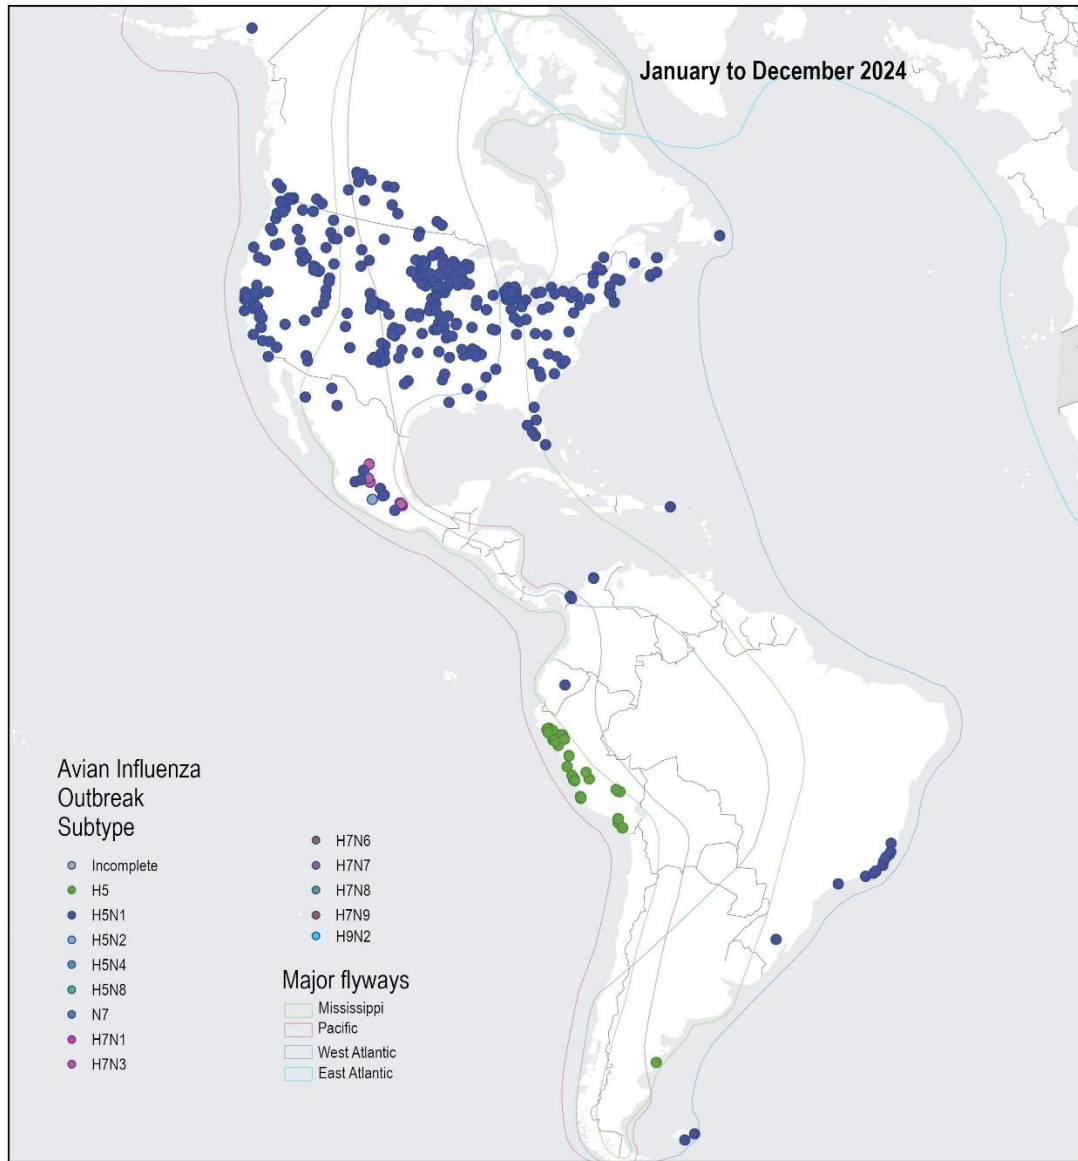 January to December 2024
Avian Influenza
Outbreak
Subtype
Incomplete
H5
H5N1
H5N2
H5N4
H5N8
N7
H7N1
H7N3
H7N6
H7N7
H7N8
H7N9
H9N2
Major flyways
Mississippi
Pacific
West Atlantic
East Atlantic